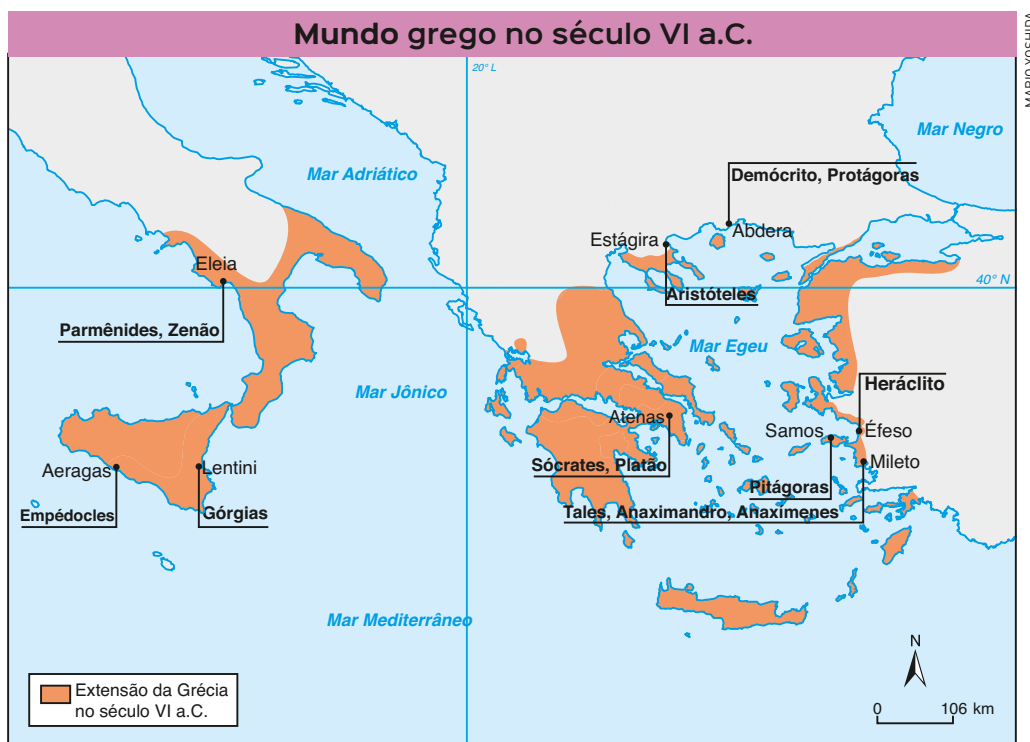 Mundo grego no século VI a.C.
MARIO YOSHIDA
20° L
Mar Negro
Mar Adriático
Demócrito, Protágoras
Abdera
Estágira
Eleia
40° N
Aristóteles
Parmênides, Zenão
Mar Egeu
Heráclito
Mar Jônico
Atenas
Samos
Éfeso
Mileto
Aeragas
Lentini
Sócrates, Platão
Pitágoras
Empédocles
Górgias
Tales, Anaximandro, Anaximenes
Mar Mediterrâneo
N
Extensão da Grécia
no século VI a.C.
0
106 km